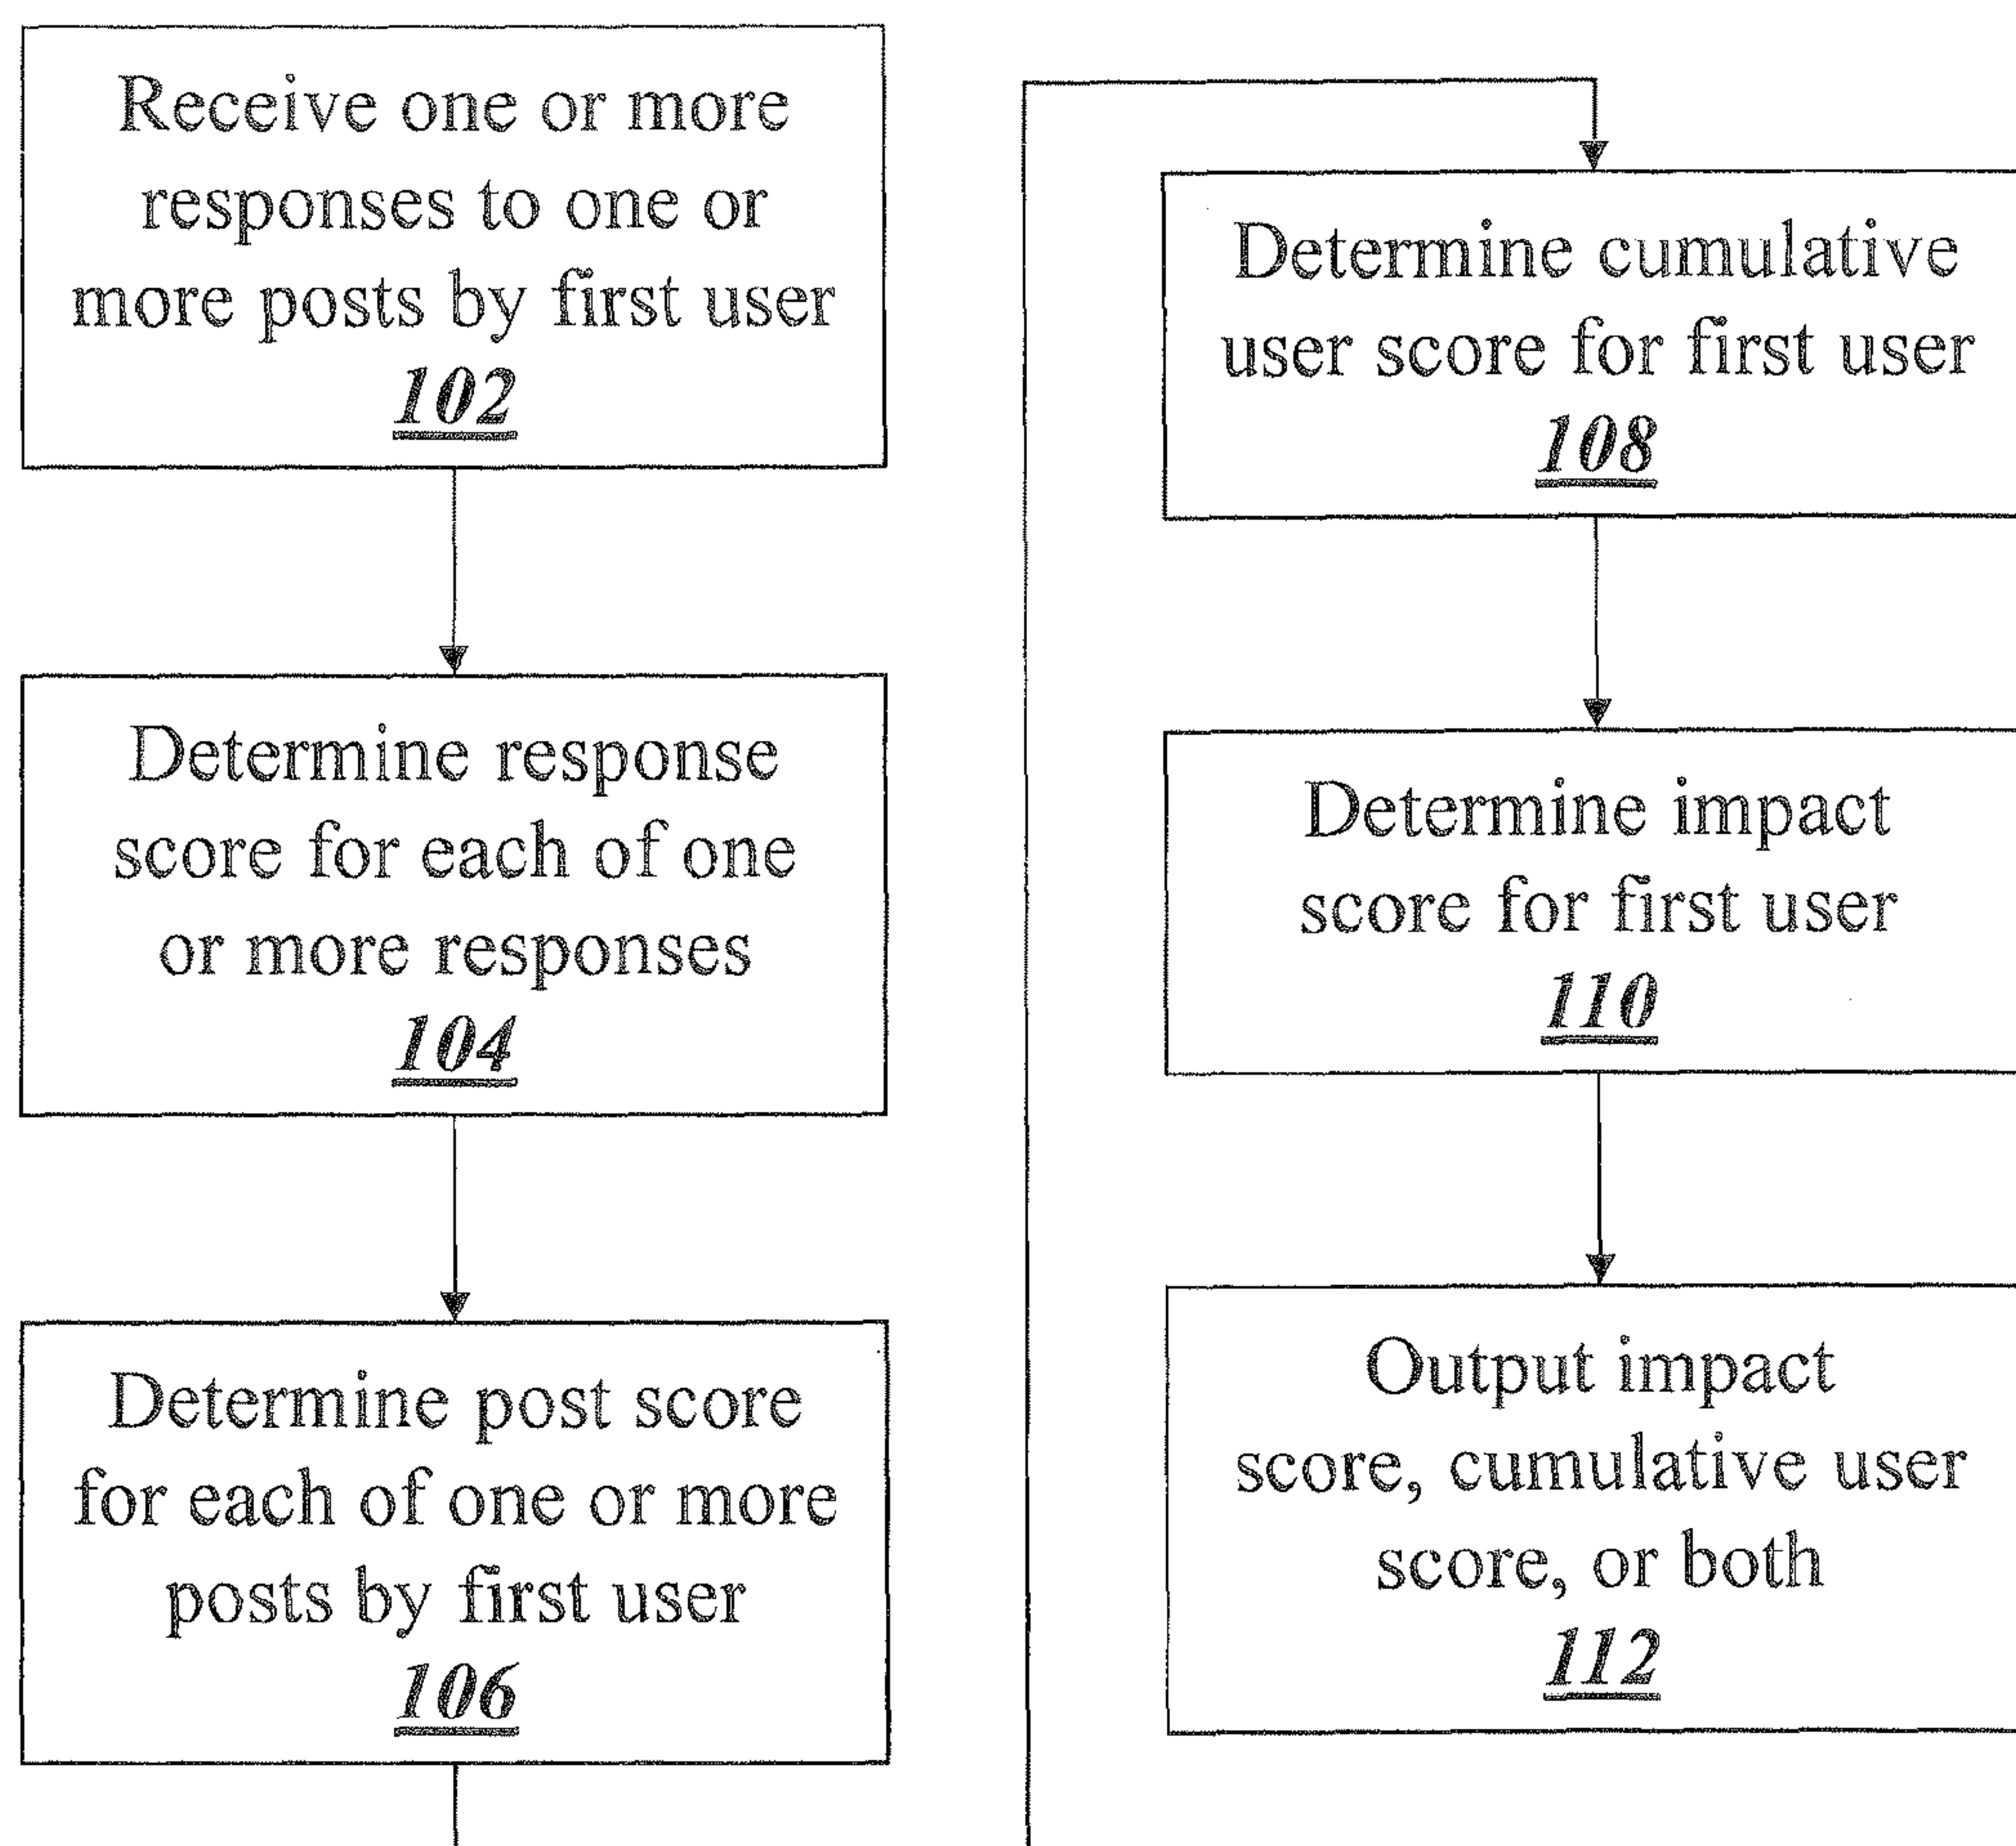 Receive one or more
responses to one or
more posts by first user
102
Determine response
score for each of one
or more responses
104
Determine post score
for each of one or more
posts by first user
106
Determine cumulative
user score for first user
108
Determine impact
score for first user
110
Output impact
score, cumulative user
score, or both
112